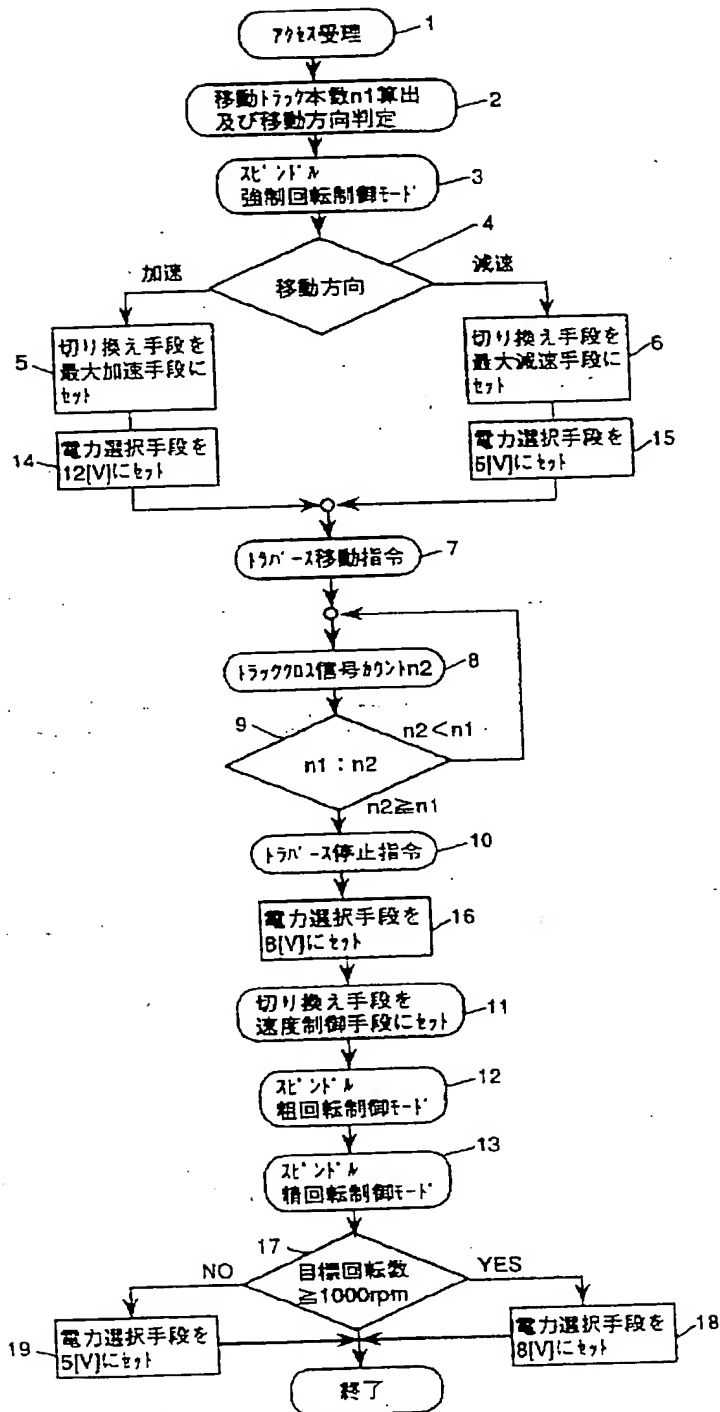 アクセス受理
1
移動トラック本数n1算出
及び移動方向判定
2
スピンドル
強制回転制御モード
3
4
加速
移動方向
減速
5
切り換え手段を
最大加速手段に
セット
切り換え手段を
最大減速手段に
セット
6
14
電力選択手段を
12[V]にセット
電力選択手段を
5[V]にセット
15
トラバース移動指令
7
トラッククロス信号カウントn2
8
9
n1：n2
n2＜n1
n2≧n1
トラバース停止指令
10
電力選択手段を
8[V]にセット
16
切り換え手段を
速度制御手段にセット
11
スピンドル
粗回転制御モード
12
スピンドル
精回転制御モード
13
17
NO
目標回転数
≧1000rpm
YES
19
電力選択手段を
5[V]にセット
電力選択手段を
8[V]にセット
18
終了